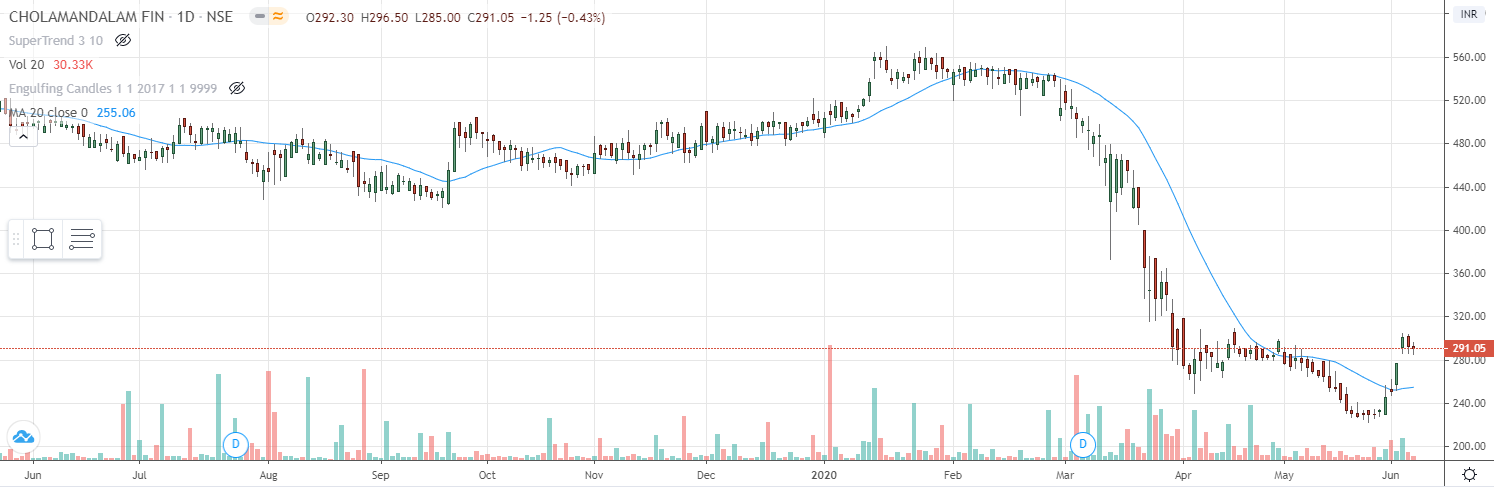 CHOLAMANDALAM FIN · 1D · NSE O292.30 H296.50 L285.00 C291.05 −1.25 (−0.43%)
INR
SuperTrend 3 10
Vol 20 30.33K
Engulfing Candles 1 1 2017 1 1 9999
MA 20 close 0 255.06
560.00
520.00
480.00
440.00
400.00
360.00
320.00
291.05
280.00
240.00
200.00
D D
Jun Jul Aug Sep Oct Nov Dec 2020 Feb Mar Apr May Jun